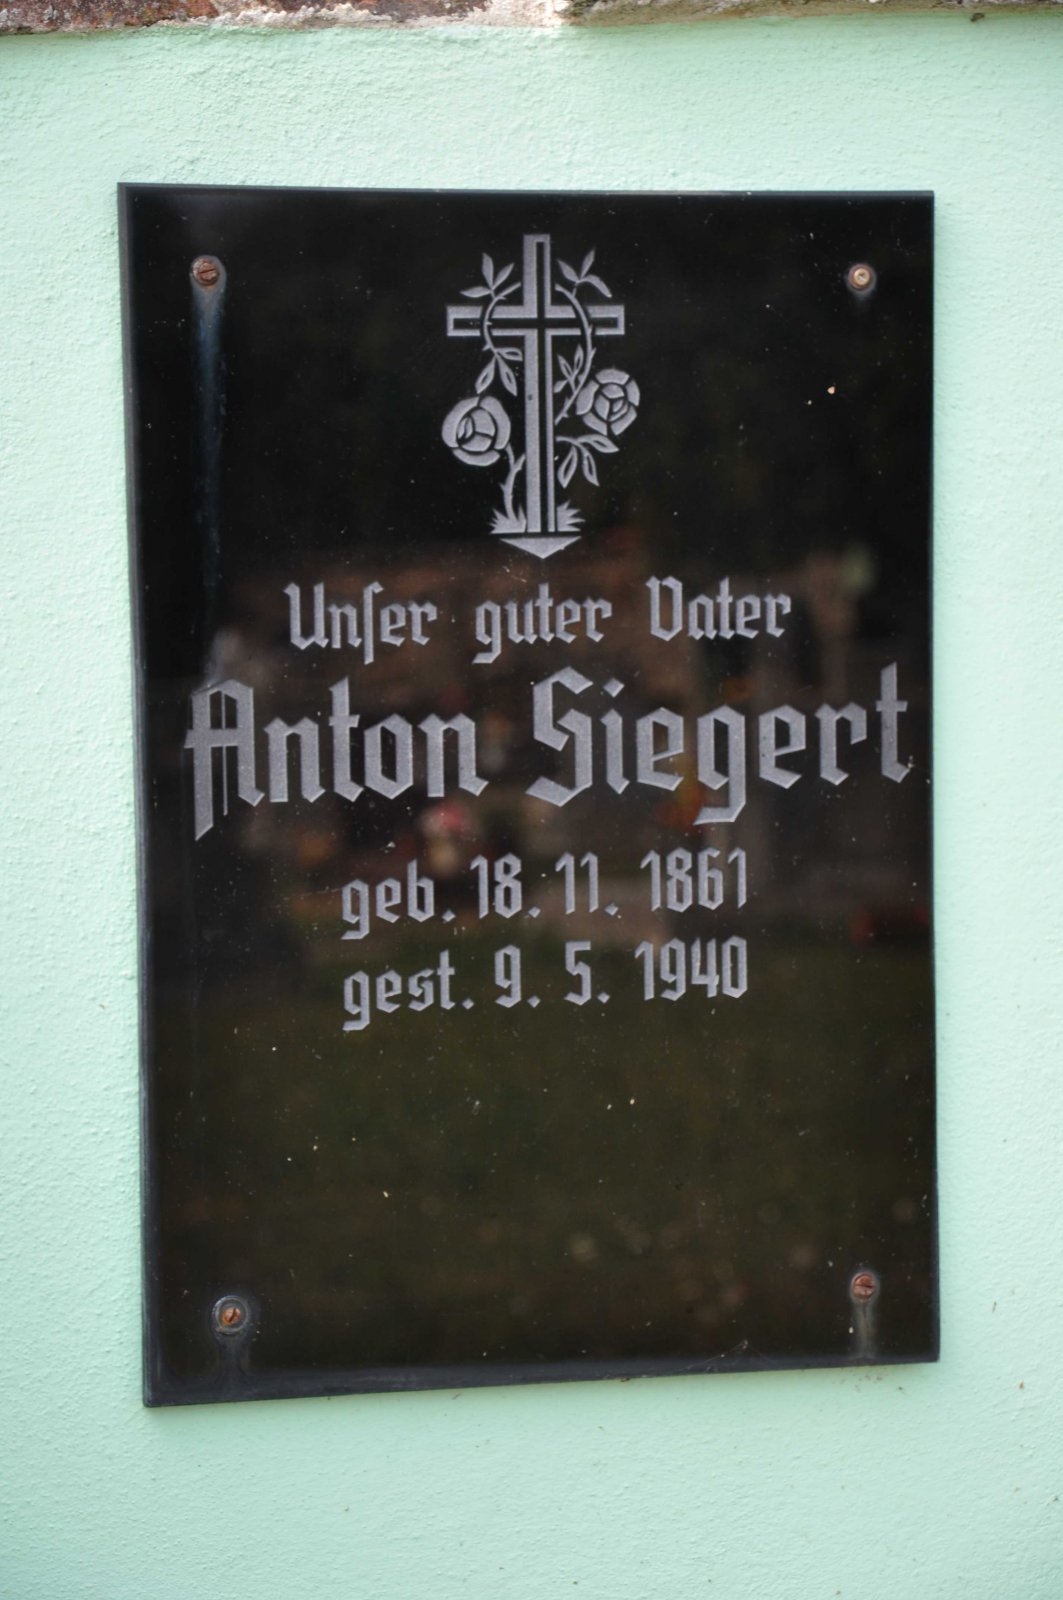 Unſer guter Vater
Anton Siegert
geb. 18. 11. 1861
gest. 9. 5. 1940